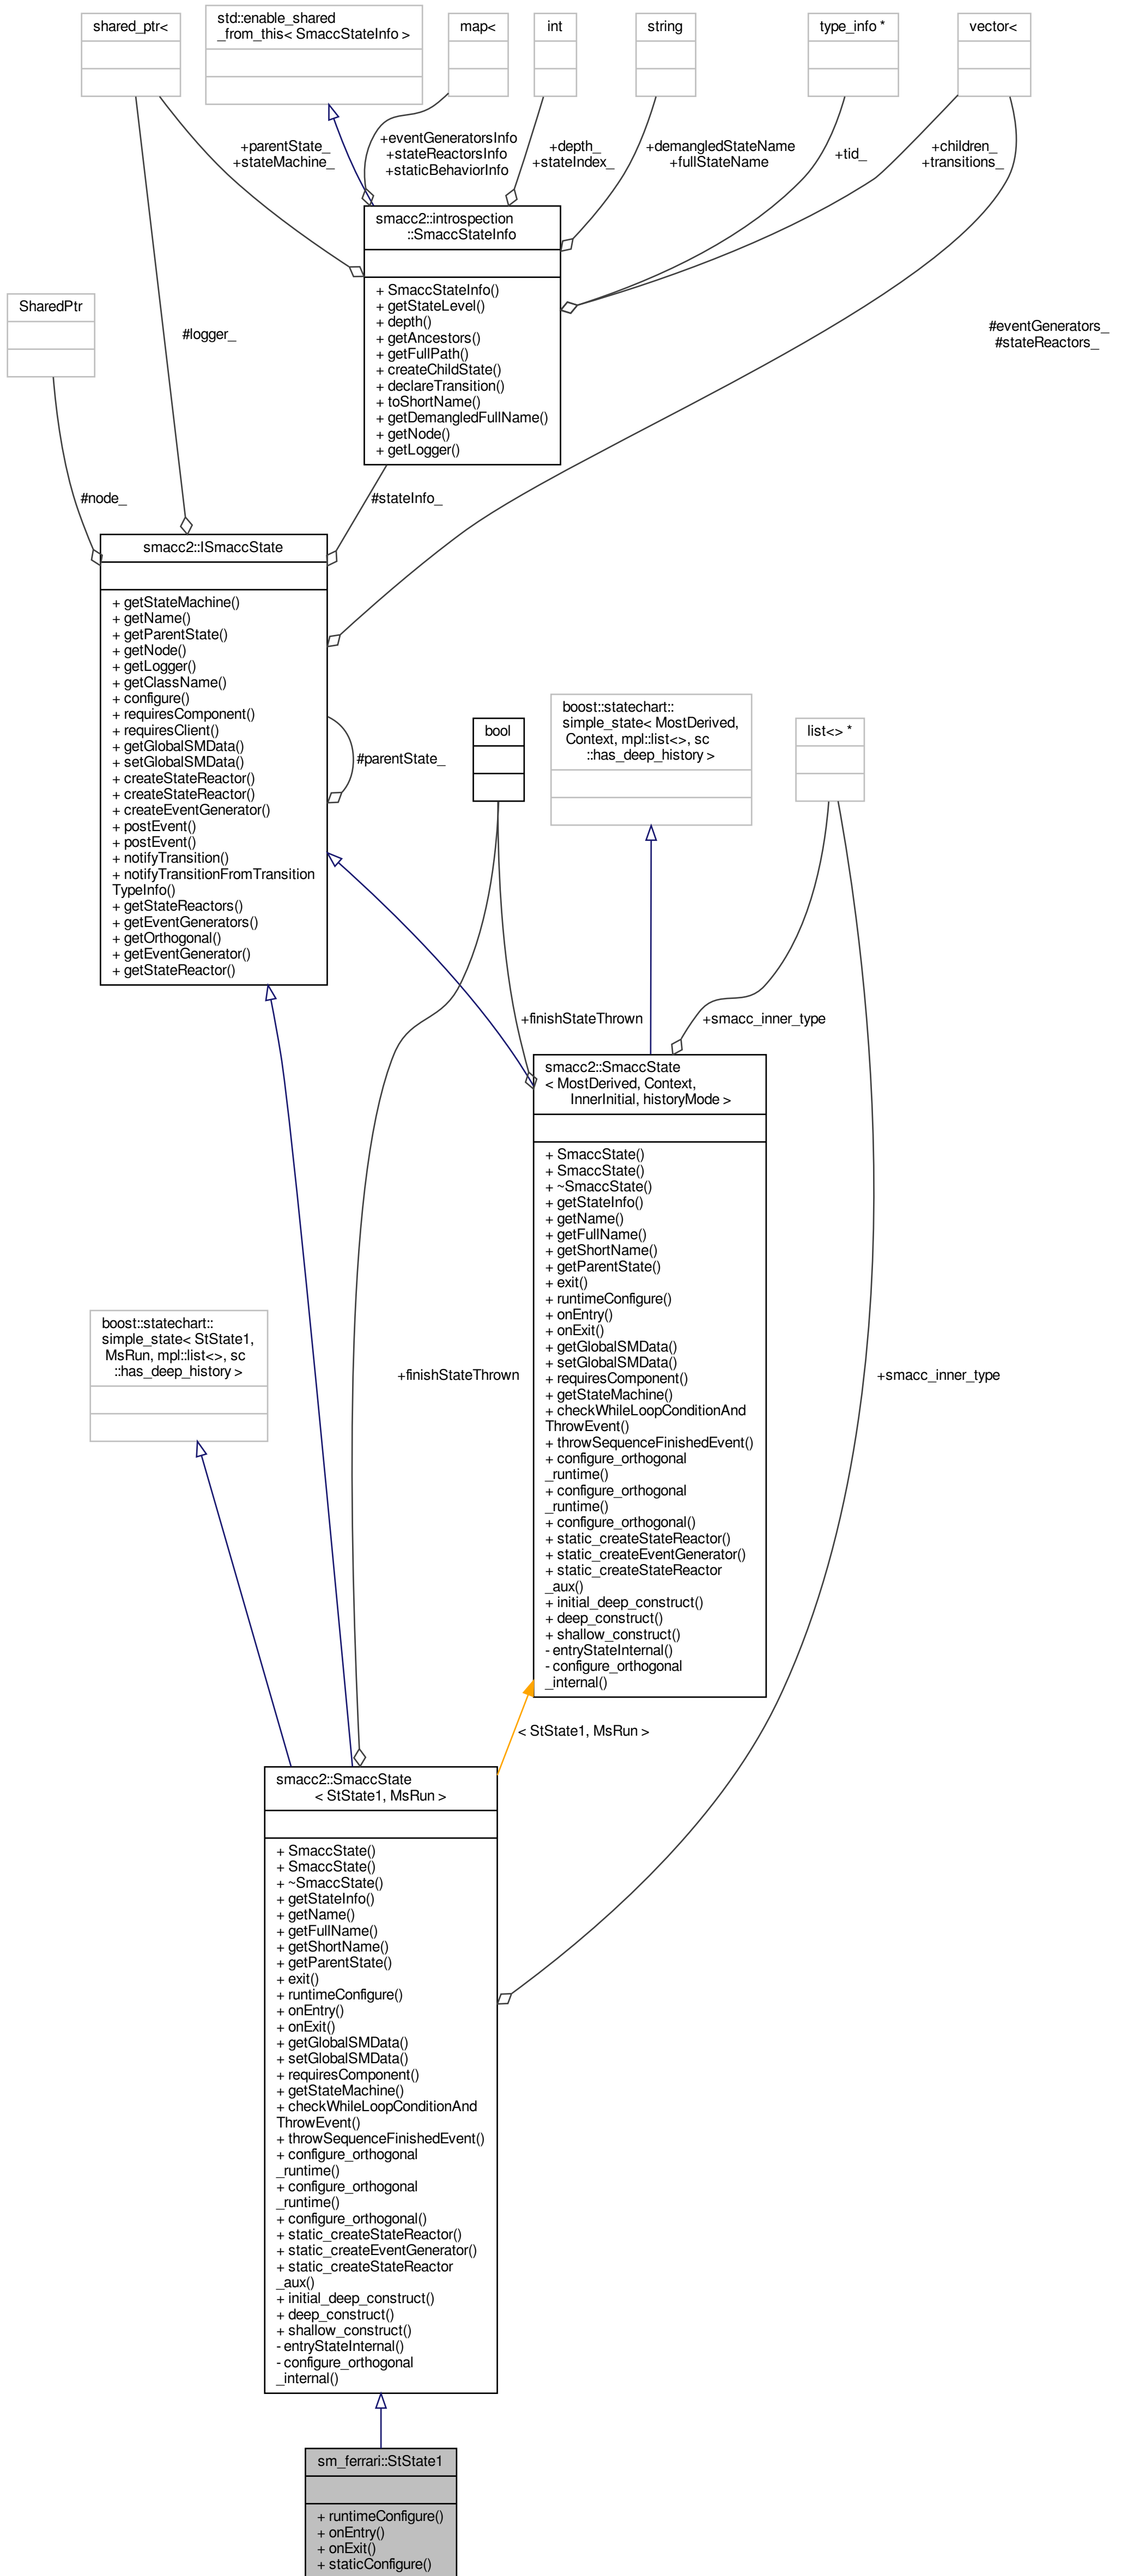 shared_ptr<
std::enable_shared
_from_this< SmaccStateInfo >
map<
int
string
type_info *
vector<
+parentState_
+stateMachine_
+eventGeneratorsInfo
+stateReactorsInfo
+staticBehaviorInfo
+depth_
+stateIndex_
+demangledStateName
+fullStateName
+tid_
+children_
+transitions_
smacc2::introspection
::SmaccStateInfo
+ SmaccStateInfo()
+ getStateLevel()
+ depth()
+ getAncestors()
+ getFullPath()
+ createChildState()
+ declareTransition()
+ toShortName()
+ getDemangledFullName()
+ getNode()
+ getLogger()
SharedPtr
#logger_
#eventGenerators_
#stateReactors_
#node_
#stateInfo_
smacc2::ISmaccState
+ getStateMachine()
+ getName()
+ getParentState()
+ getNode()
+ getLogger()
+ getClassName()
+ configure()
+ requiresComponent()
+ requiresClient()
+ getGlobalSMData()
+ setGlobalSMData()
+ createStateReactor()
+ createStateReactor()
+ createEventGenerator()
+ postEvent()
+ postEvent()
+ notifyTransition()
+ notifyTransitionFromTransition
TypeInfo()
+ getStateReactors()
+ getEventGenerators()
+ getOrthogonal()
+ getEventGenerator()
+ getStateReactor()
#parentState_
bool
boost::statechart::
simple_state< MostDerived,
Context, mpl::list<>, sc
::has_deep_history >
list<> *
+finishStateThrown
+smacc_inner_type
smacc2::SmaccState
< MostDerived, Context,
InnerInitial, historyMode >
+ SmaccState()
+ SmaccState()
+ ~SmaccState()
+ getStateInfo()
+ getName()
+ getFullName()
+ getShortName()
+ getParentState()
+ exit()
+ runtimeConfigure()
+ onEntry()
+ onExit()
+ getGlobalSMData()
+ setGlobalSMData()
+ requiresComponent()
+ getStateMachine()
+ checkWhileLoopConditionAnd
ThrowEvent()
+ throwSequenceFinishedEvent()
+ configure_orthogonal
_runtime()
+ configure_orthogonal
_runtime()
+ configure_orthogonal()
+ static_createStateReactor()
+ static_createEventGenerator()
+ static_createStateReactor
_aux()
+ initial_deep_construct()
+ deep_construct()
+ shallow_construct()
- entryStateInternal()
- configure_orthogonal
_internal()
boost::statechart::
simple_state< StState1,
MsRun, mpl::list<>, sc
::has_deep_history >
+finishStateThrown
+smacc_inner_type
< StState1, MsRun >
smacc2::SmaccState
< StState1, MsRun >
+ SmaccState()
+ SmaccState()
+ ~SmaccState()
+ getStateInfo()
+ getName()
+ getFullName()
+ getShortName()
+ getParentState()
+ exit()
+ runtimeConfigure()
+ onEntry()
+ onExit()
+ getGlobalSMData()
+ setGlobalSMData()
+ requiresComponent()
+ getStateMachine()
+ checkWhileLoopConditionAnd
ThrowEvent()
+ throwSequenceFinishedEvent()
+ configure_orthogonal
_runtime()
+ configure_orthogonal
_runtime()
+ configure_orthogonal()
+ static_createStateReactor()
+ static_createEventGenerator()
+ static_createStateReactor
_aux()
+ initial_deep_construct()
+ deep_construct()
+ shallow_construct()
- entryStateInternal()
- configure_orthogonal
_internal()
sm_ferrari::StState1
+ runtimeConfigure()
+ onEntry()
+ onExit()
+ staticConfigure()